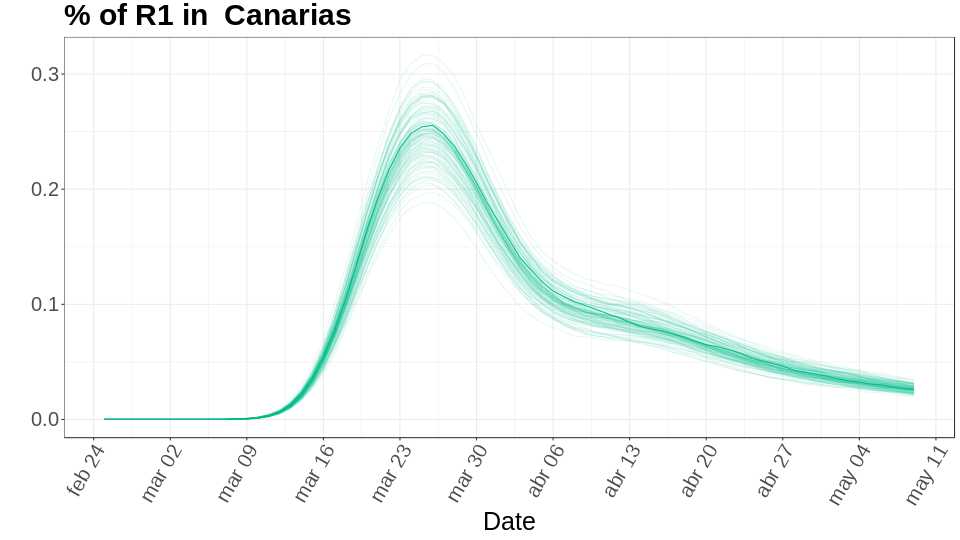 % of R1 in  Canarias
0.3
0.2
0.1
0.0
feb 24
mar 02
mar 09
mar 16
mar 23
mar 30
abr 06
abr 13
abr 20
abr 27
may 04
may 11
Date